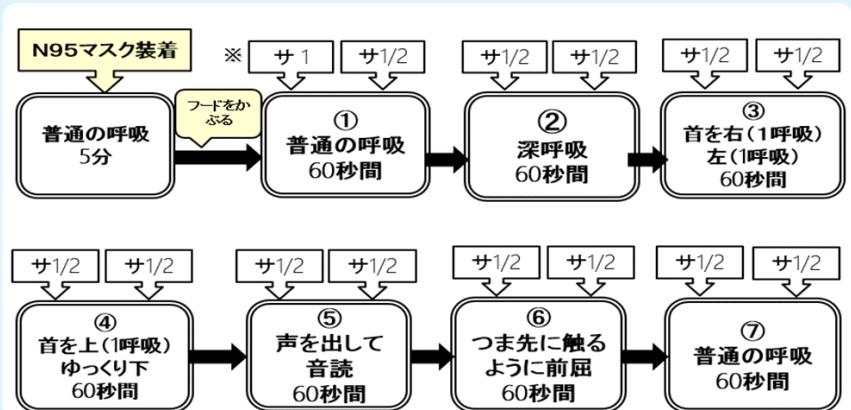 N95マスク装着
※
サ 1
サ1/2
サ1/2
サ1/2
サ1/2
サ1/2
普通の呼吸
5分
フードをか
ぶる
①
普通の呼吸
60秒間
②
深呼吸
60秒間
③
首を右(1呼吸)
左(1呼吸)
60秒間
サ1/2
サ1/2
サ1/2
サ1/2
サ1/2
サ1/2
サ1/2
サ1/2
④
首を上(1呼吸)
ゆっくり下
60秒間
⑤
声を出して
音読
60秒間
⑥
つま先に触る
ように前屈
60秒間
⑦
普通の呼吸
60秒間